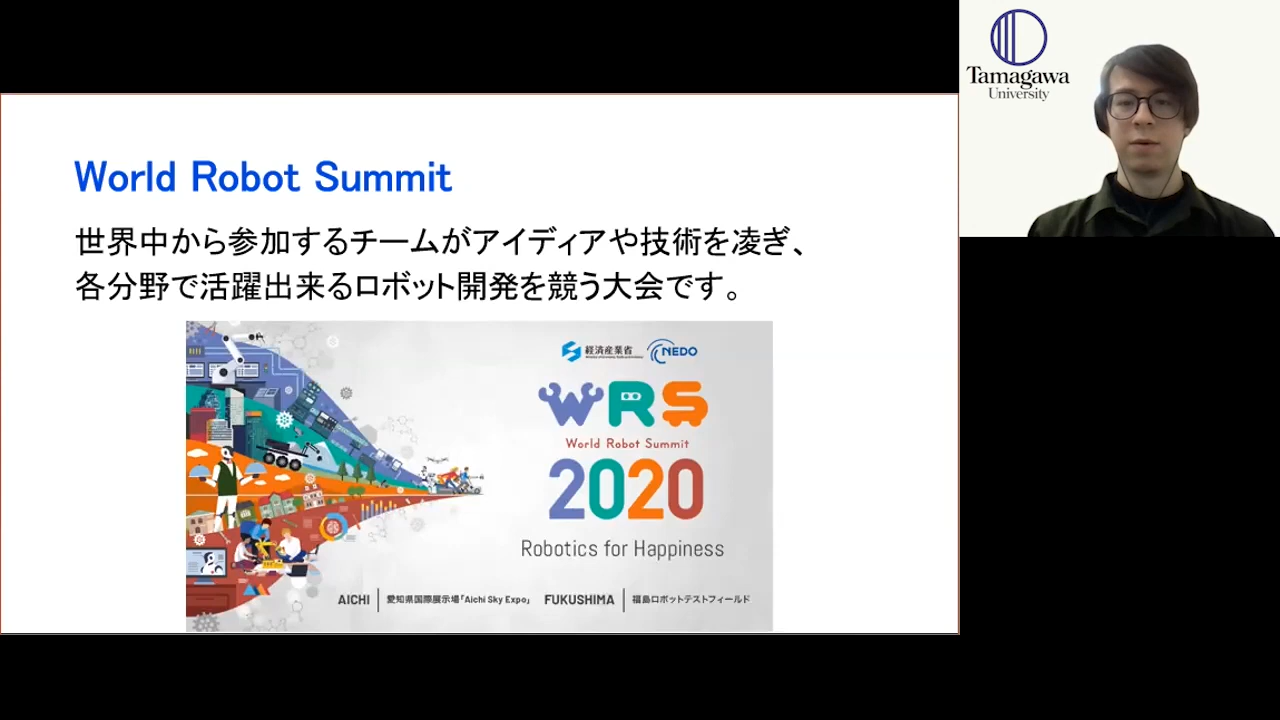 World Robot Summit
世界中から参加するチームがアイディアや技術を凌ぎ、
各分野で活躍出来るロボット開発を競う大会です。
経済産業省
NEDO
WRS
World Robot Summit
2020
Robotics for Happiness
AICHI 愛知県国際展示場「Aichi Sky Expo」 FUKUSHIMA 福島ロボットテストフィールド
Tamagawa
University